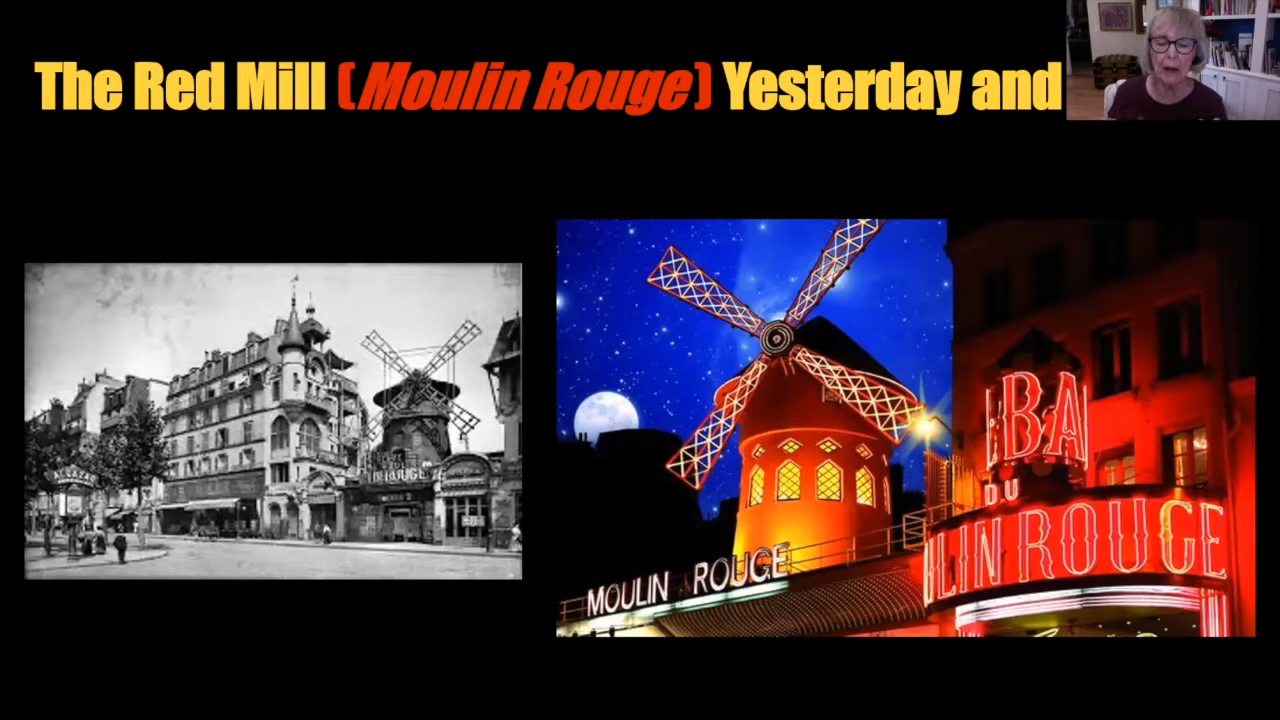 The Red Mill (Moulin Rouge) Yesterday and
MOULIN ROUGE
BA
DU
LIN ROUGE